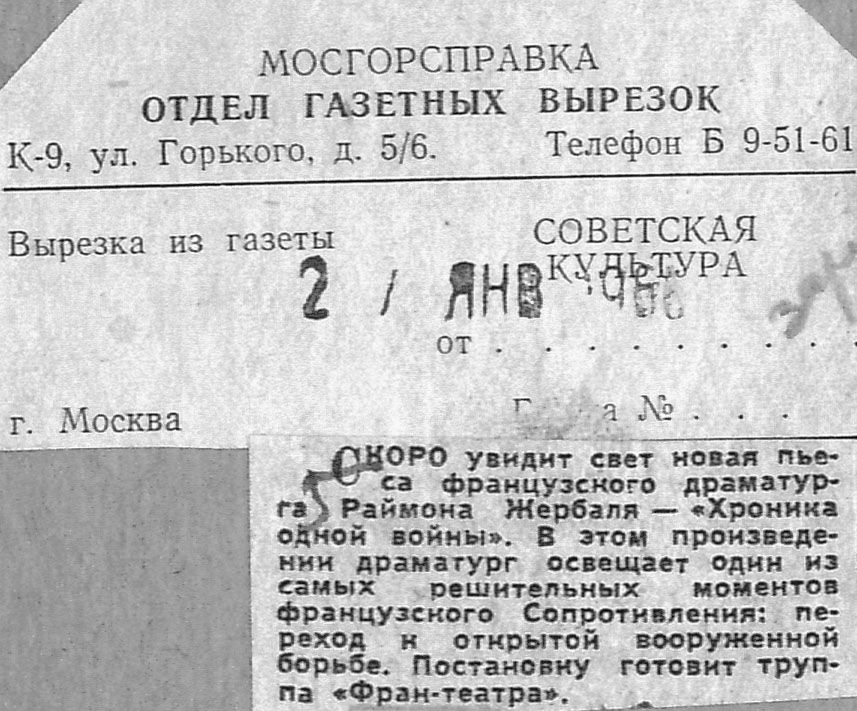 МОСГОРСПРАВКА
ОТДЕЛ ГАЗЕТНЫХ ВЫРЕЗОК
К-9, ул. Горького, д. 5/6. Телефон Б 9-51-61
Вырезка из газеты СОВЕТСКАЯ
КУЛЬТУРА
2 / ЯНВ
от . . . . . . . . .
г. Москва г а № . . .
СКОРО увидит свет новая пье-
са французского драматур-
га Раймона Жербаля — «Хроника
одной войны». В этом произведе-
нии драматург освещает один из
самых решительных моментов
французского Сопротивления: пе-
реход к открытой вооруженной
борьбе. Постановку готовит труп-
па «Фран-театра».